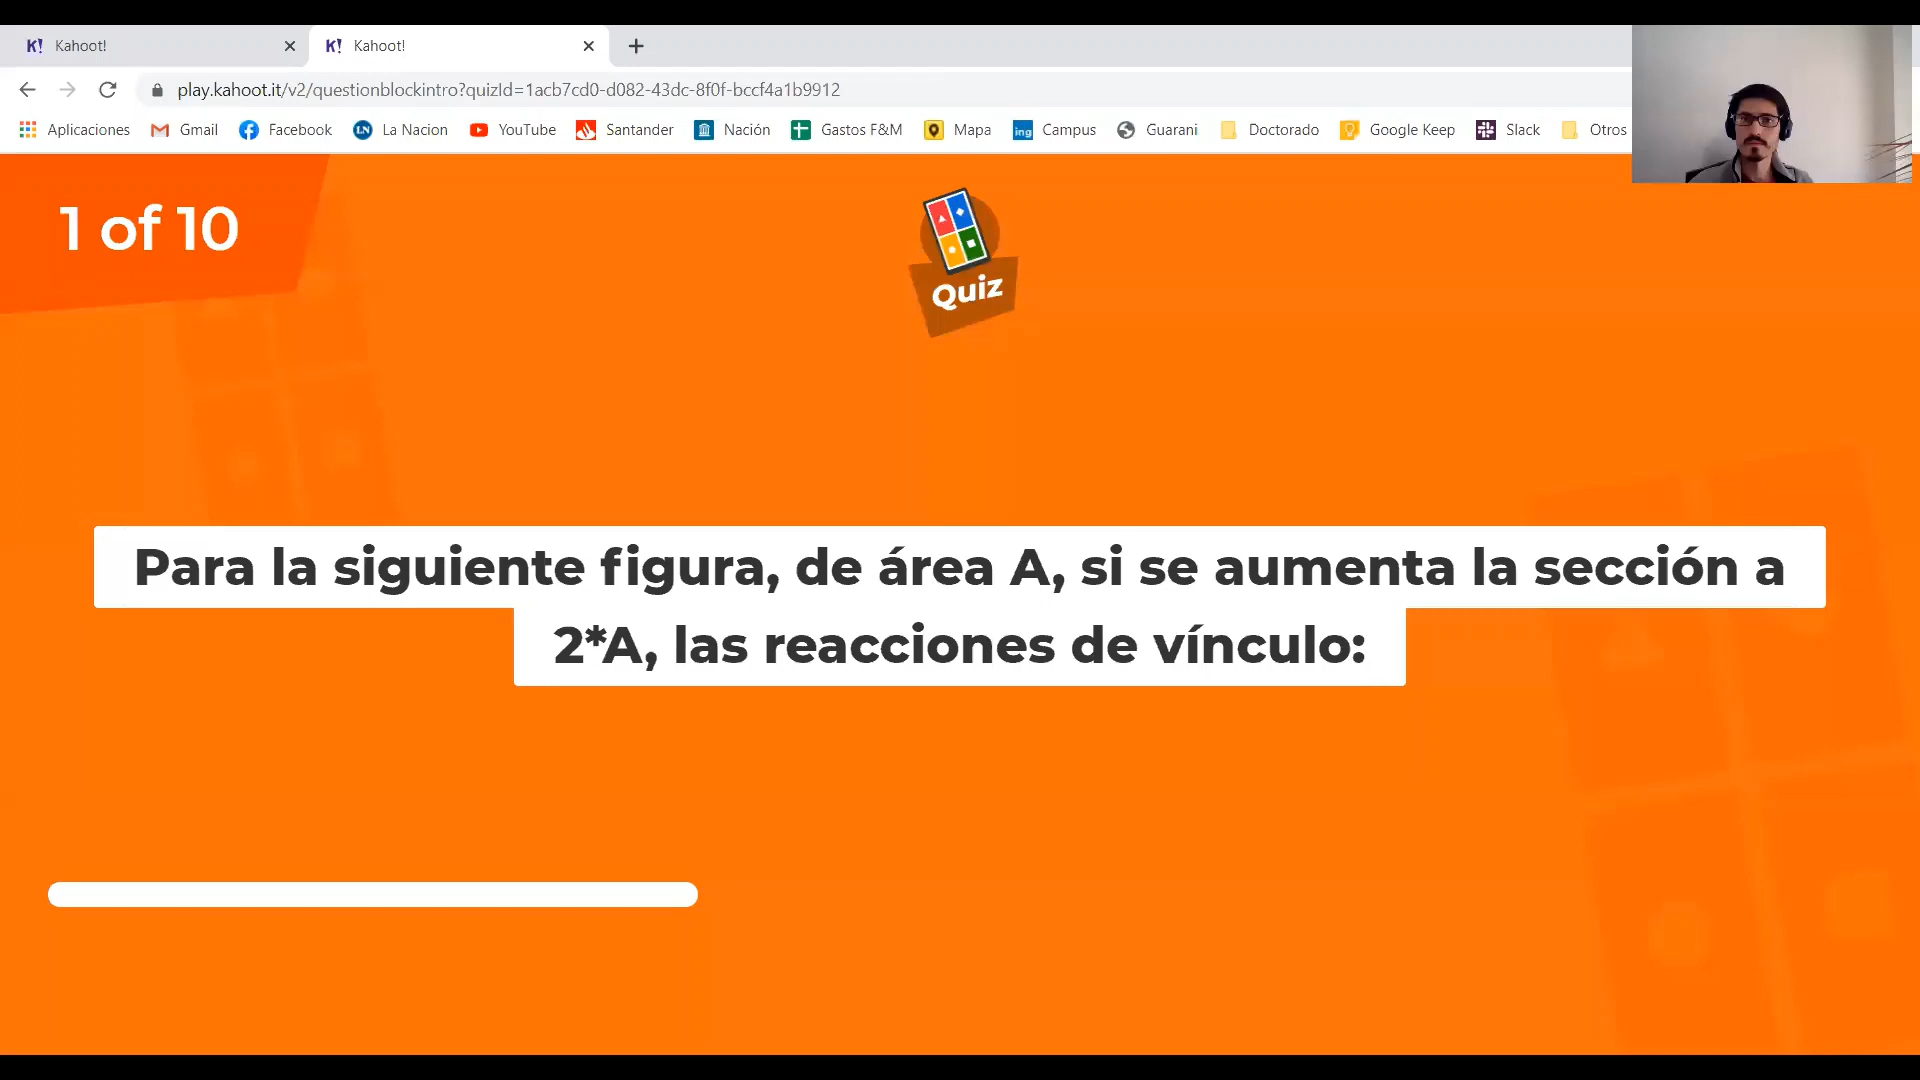 Kahoot!
Kahoot!
play.kahoot.it/v2/questionblockintro?quizId=1acb7cd0-d082-43dc-8f0f-bccf4a1b9912
Aplicaciones Gmail Facebook LN La Nacion YouTube Santander Nación Gastos F&M Mapa ing Campus Guarani Doctorado Google Keep Slack Otros
1 of 10
Quiz
Para la siguiente figura, de área A, si se aumenta la sección a
2*A, las reacciones de vínculo: